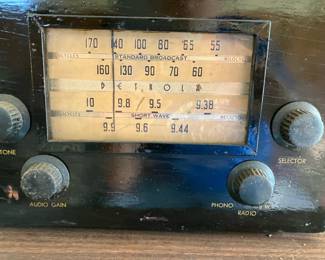 170 140 105 80 65 55
STANDARD BROADCAST
160 130 90 70 60
DETROLA
10 9.8 / 9.5 9.38
SHORT WAVE
9.9 9.6 9.44
TONE
SELECTOR
AUDIO GAIN
PHONO
RADIO